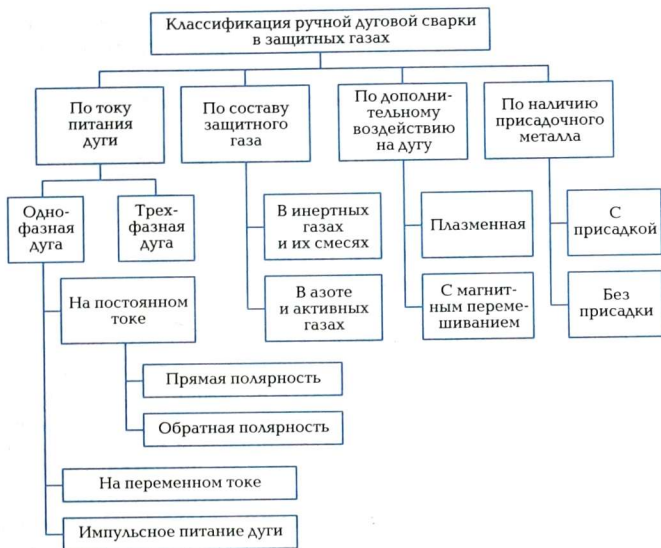 Классификация ручной дуговой сварки
в защитных газах
По току
питания
дуги
По составу
защитного
газа
По дополни-
тельному
воздействию
на дугу
По наличию
присадочного
металла
Одно-
фазная
дуга
Трех-
фазная
дуга
В инертных
газах
и их смесях
Плазменная
С
присадкой
На постоянном
токе
В азоте
и активных
газах
С магнит-
ным переме-
шиванием
Без
присадки
Прямая полярность
Обратная полярность
На переменном токе
Импульсное питание дуги